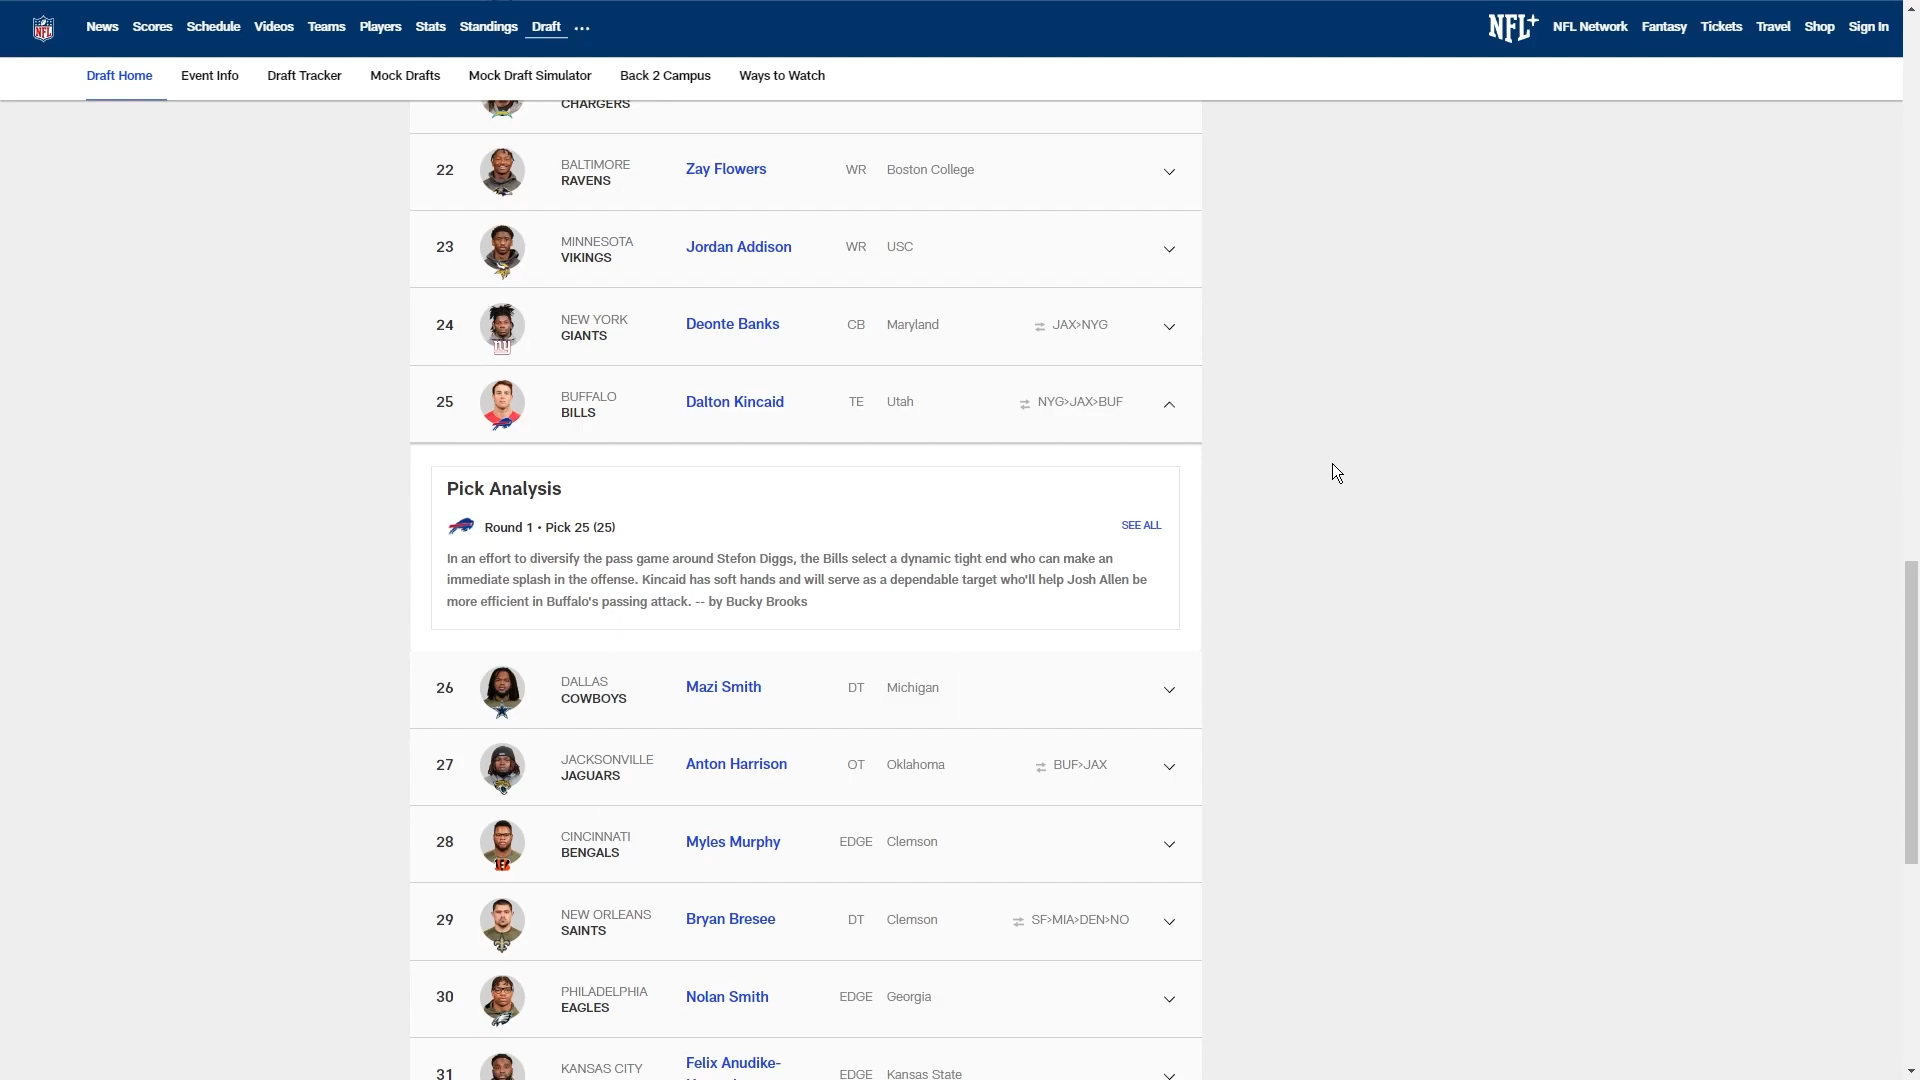 NFL
News Scores Schedule Videos Teams Players Stats Standings Draft ...
NFL+ NFL Network Fantasy Tickets Travel Shop Sign In
Draft Home Event Info Draft Tracker Mock Drafts Mock Draft Simulator Back 2 Campus Ways to Watch
CHARGERS
22 BALTIMORE RAVENS Zay Flowers WR Boston College
23 MINNESOTA VIKINGS Jordan Addison WR USC
24 NEW YORK GIANTS Deonte Banks CB Maryland JAX>NYG
25 BUFFALO BILLS Dalton Kincaid TE Utah NYG>JAX>BUF
Pick Analysis
Round 1 • Pick 25 (25) SEE ALL
In an effort to diversify the pass game around Stefon Diggs, the Bills select a dynamic tight end who can make an
immediate splash in the offense. Kincaid has soft hands and will serve as a dependable target who'll help Josh Allen be
more efficient in Buffalo's passing attack. -- by Bucky Brooks
26 DALLAS COWBOYS Mazi Smith DT Michigan
27 JACKSONVILLE JAGUARS Anton Harrison OT Oklahoma BUF>JAX
28 CINCINNATI BENGALS Myles Murphy EDGE Clemson
29 NEW ORLEANS SAINTS Bryan Bresee DT Clemson SF>MIA>DEN>NO
30 PHILADELPHIA EAGLES Nolan Smith EDGE Georgia
31 KANSAS CITY Felix Anudike- EDGE Kansas State